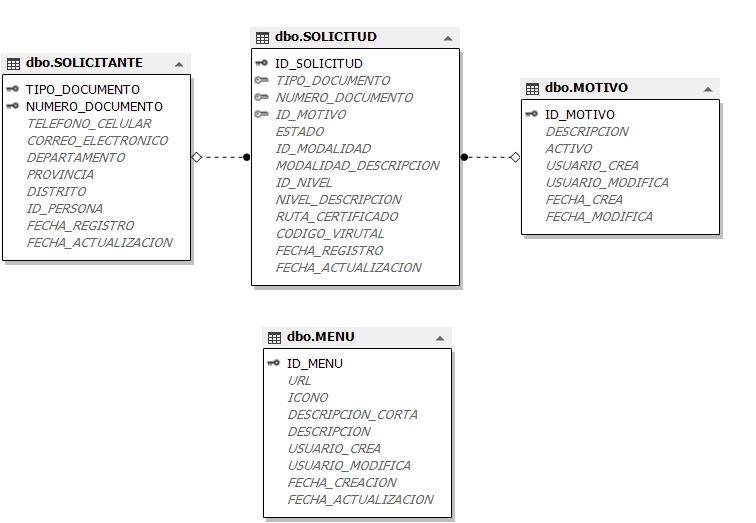 dbo.SOLICITANTE
TIPO_DOCUMENTO
NUMERO_DOCUMENTO
TELEFONO_CELULAR
CORREO_ELECTRONICO
DEPARTAMENTO
PROVINCIA
DISTRITO
ID_PERSONA
FECHA_REGISTRO
FECHA_ACTUALIZACION
dbo.SOLICITUD
ID_SOLICITUD
TIPO_DOCUMENTO
NUMERO_DOCUMENTO
ID_MOTIVO
ESTADO
ID_MODALIDAD
MODALIDAD_DESCRIPCION
ID_NIVEL
NIVEL_DESCRIPCION
RUTA_CERTIFICADO
CODIGO_VIRUTAL
FECHA_REGISTRO
FECHA_ACTUALIZACION
dbo.MOTIVO
ID_MOTIVO
DESCRIPCION
ACTIVO
USUARIO_CREA
USUARIO_MODIFICA
FECHA_CREA
FECHA_MODIFICA
dbo.MENU
ID_MENU
URL
ICONO
DESCRIPCION_CORTA
DESCRIPCION
USUARIO_CREA
USUARIO_MODIFICA
FECHA_CREACION
FECHA_ACTUALIZACION